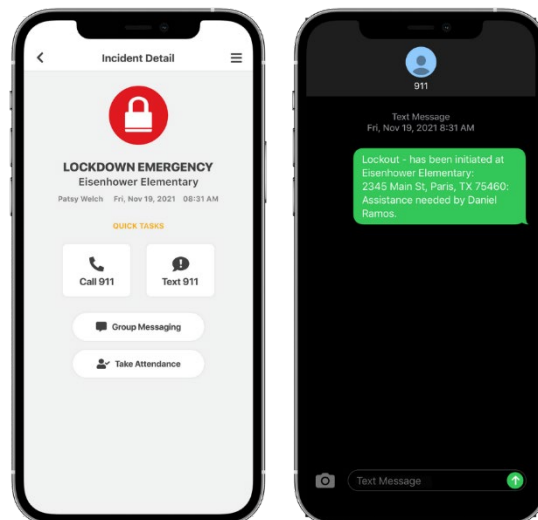 Incident Detail
LOCKDOWN EMERGENCY
Eisenhower Elementary
Patsy Welch Fri, Nov 19, 2021 08:31 AM
QUICK TASKS
Call 911
Text 911
Group Messaging
Take Attendance
911
Text Message
Fri, Nov 19, 2021 8:31 AM
Lockout - has been initiated at
Eisenhower Elementary:
2345 Main St, Paris, TX 75460:
Assistance needed by Daniel
Ramos.
Text Message